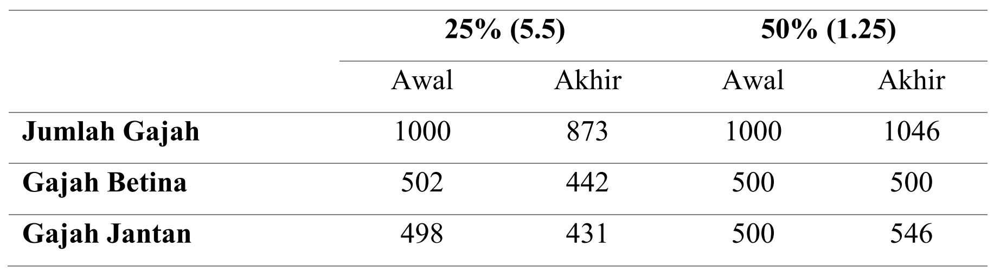 25% (5.5) 50% (1.25)
Awal Akhir Awal Akhir
Jumlah Gajah 1000 873 1000 1046
Gajah Betina 502 442 500 500
Gajah Jantan 498 431 500 546